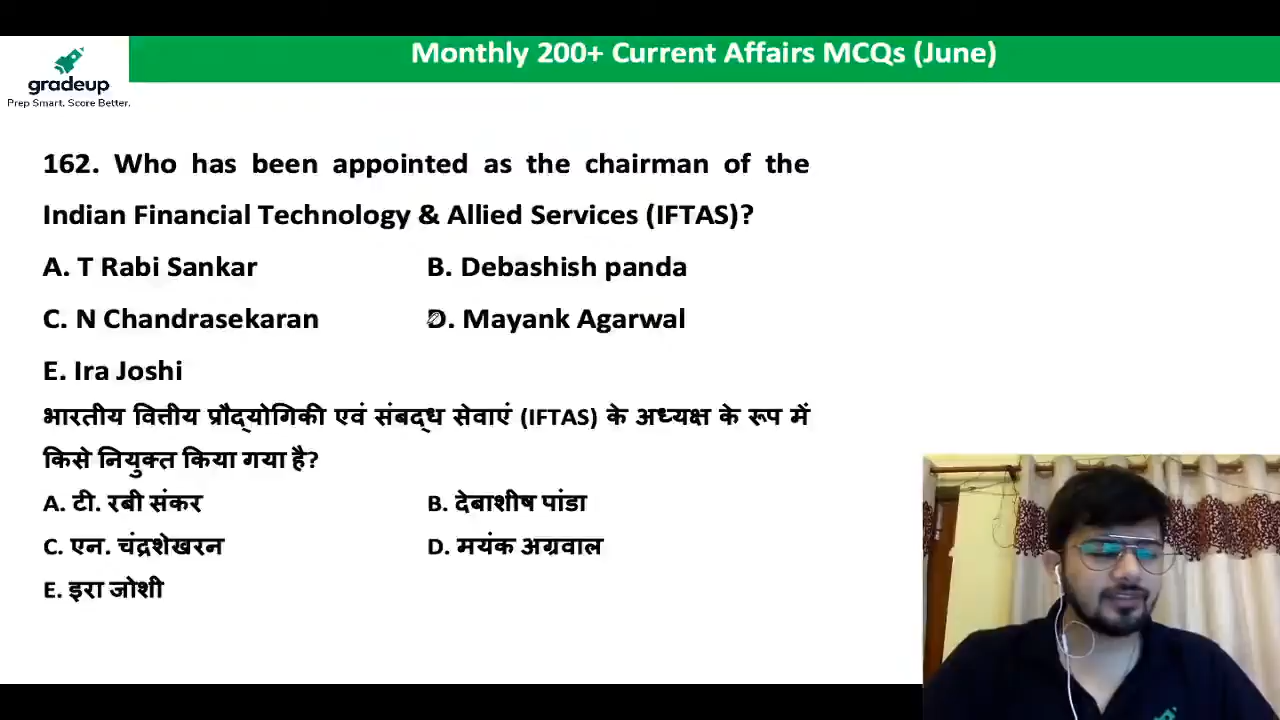 Monthly 200+ Current Affairs MCQs (June)
gradeup
Prep Smart. Score Better.
162. Who has been appointed as the chairman of the
Indian Financial Technology & Allied Services (IFTAS)?
A. T Rabi Sankar B. Debashish panda
C. N Chandrasekaran D. Mayank Agarwal
E. Ira Joshi
भारतीय वित्तीय प्रौद्योगिकी एवं संबद्ध सेवाएं (IFTAS) के अध्यक्ष के रूप में
किसे नियुक्त किया गया है?
A. टी. रबी संकर B. देबाशीष पांडा
C. एन. चंद्रशेखरन D. मयंक अग्रवाल
E. इरा जोशी